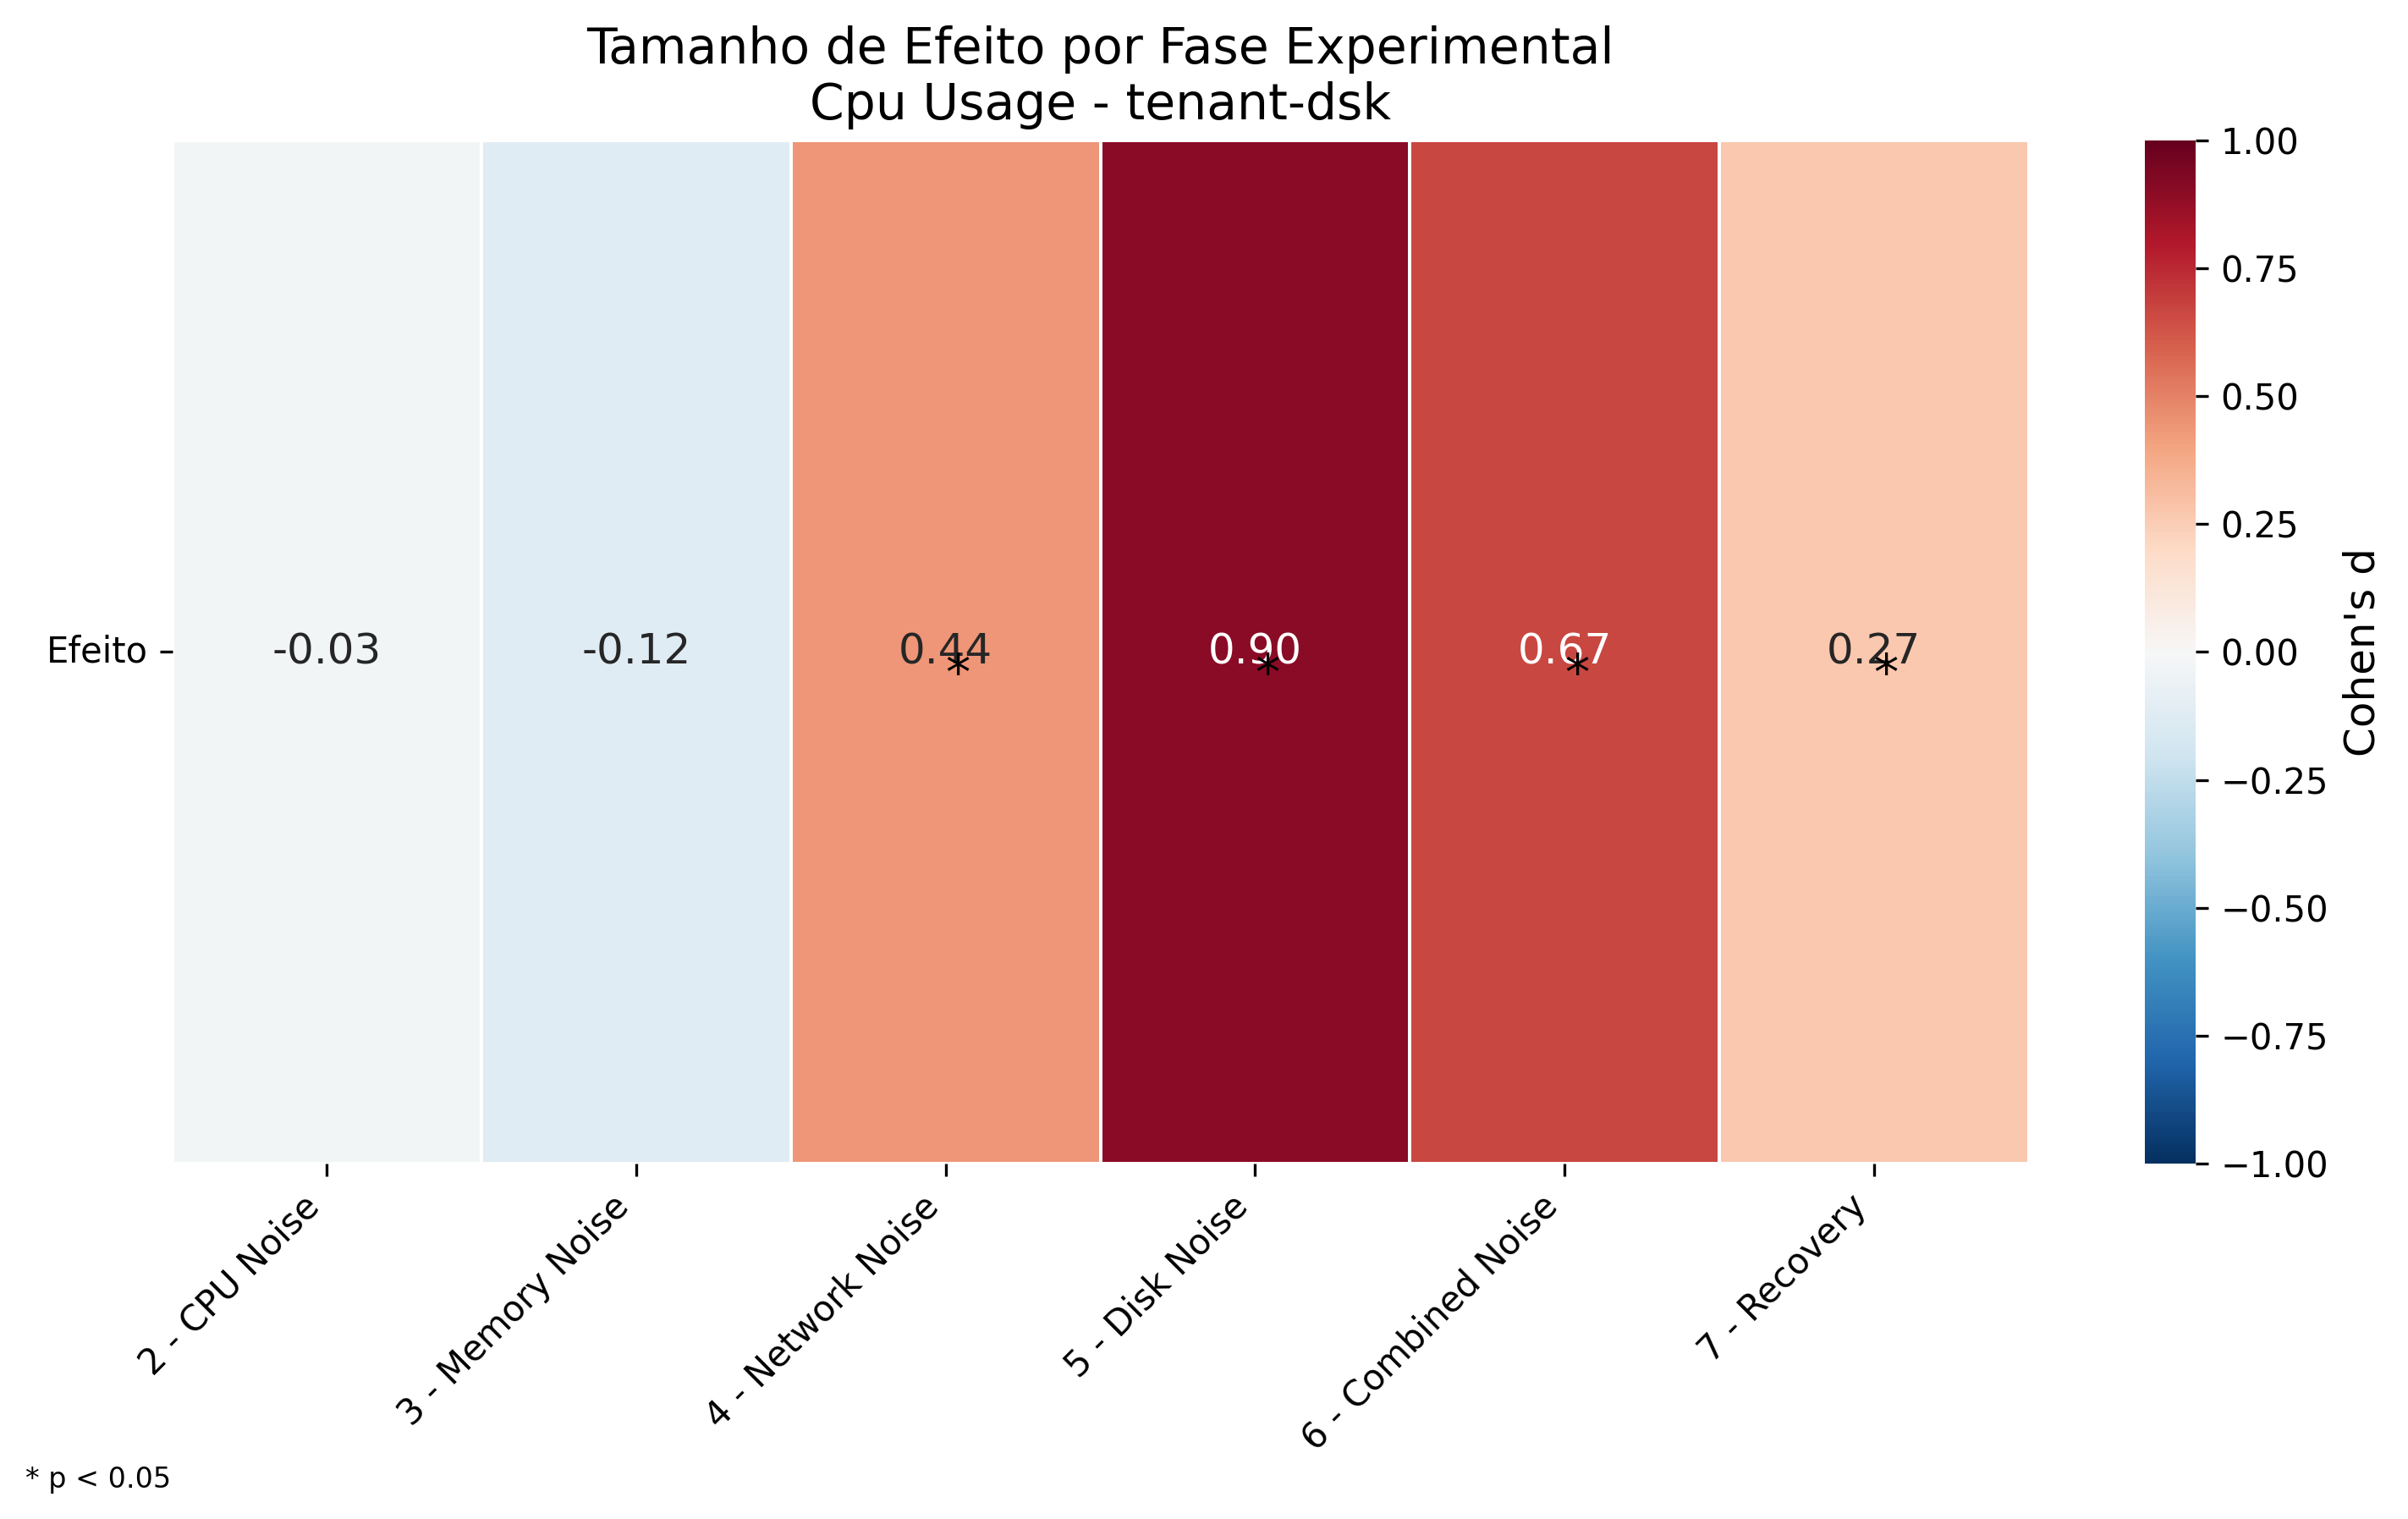 Tamanho de Efeito por Fase Experimental
Cpu Usage - tenant-dsk
Efeito
-0.03
-0.12
0.44
*
0.90
*
0.67
*
0.27
*
1.00
0.75
0.50
0.25
0.00
−0.25
−0.50
−0.75
−1.00
Cohen's d
2 - CPU Noise
3 - Memory Noise
4 - Network Noise
5 - Disk Noise
6 - Combined Noise
7 - Recovery
* p < 0.05